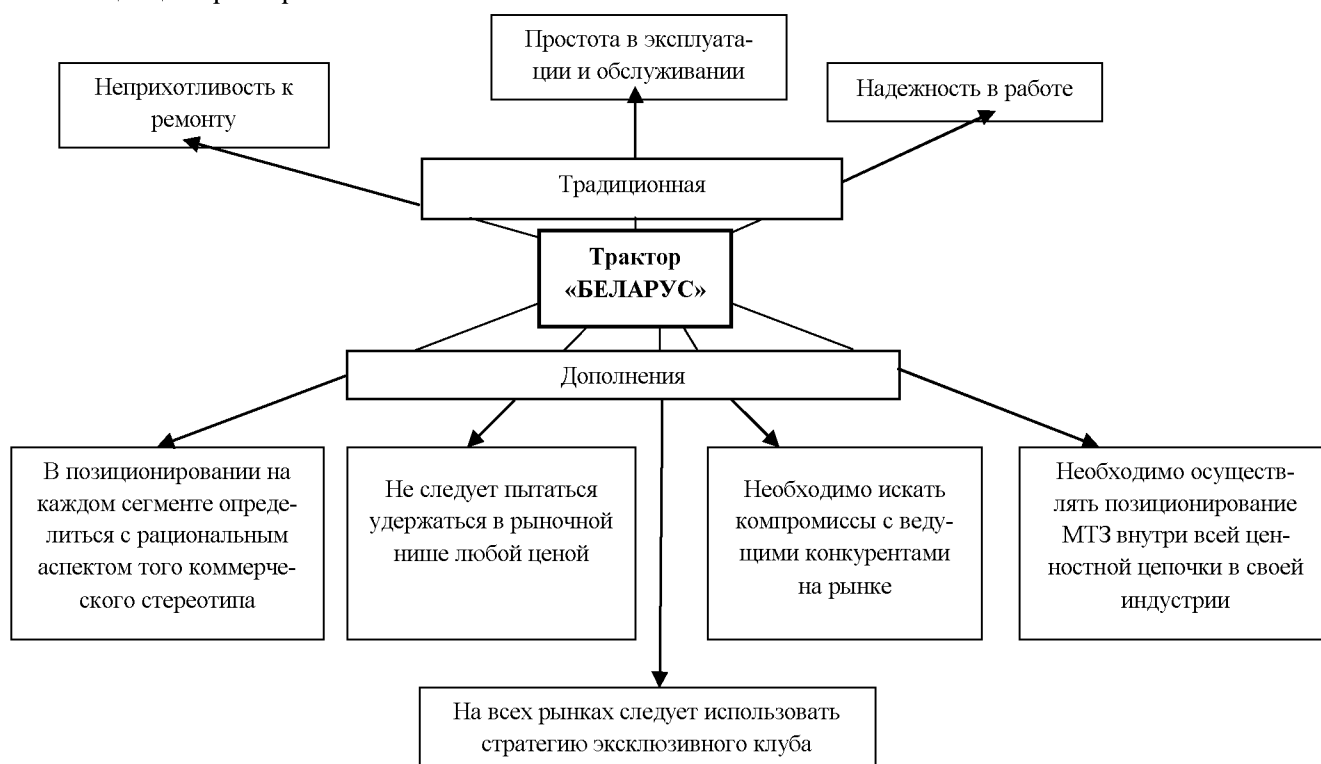 Простота в эксплуата-
ции и обслуживании
Неприхотливость к
ремонту
Надежность в работе
Традиционная
Трактор
«БЕЛАРУС»
Дополнения
В позиционировании на
каждом сегменте опреде-
литься с рациональным
аспектом того коммерче-
ского стереотипа
Не следует пытаться
удержаться в рыночной
нише любой ценой
Необходимо искать
компромиссы с веду-
щими конкурентами
на рынке
Необходимо осуществ-
лять позиционирование
МТЗ внутри всей цен-
ностной цепочки в своей
индустрии
На всех рынках следует использовать
стратегию эксклюзивного клуба